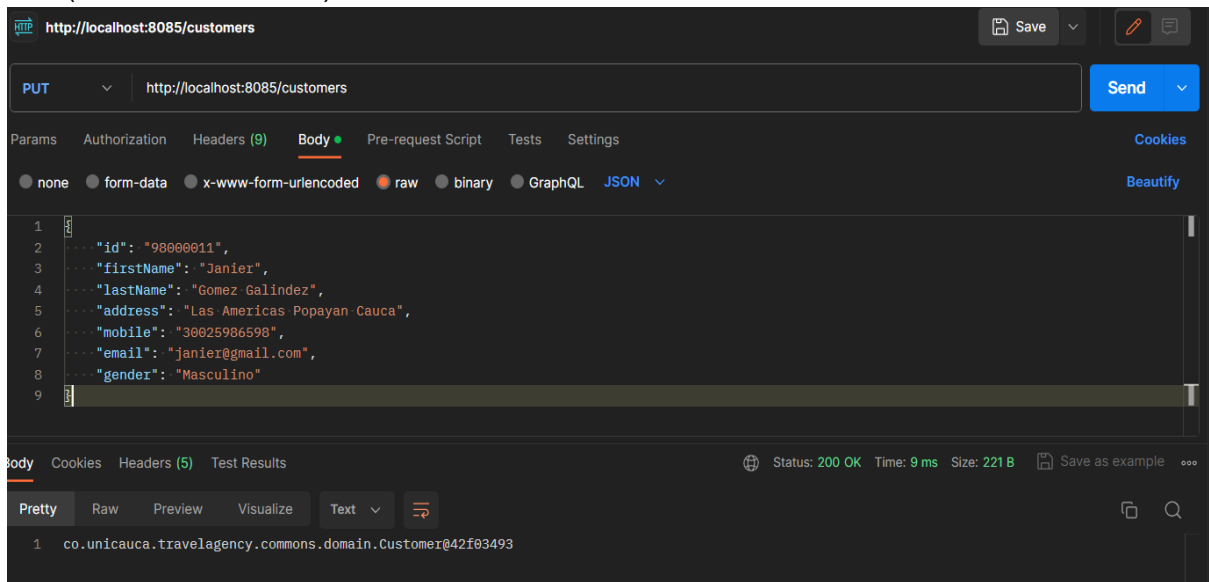 HTTP http://localhost:8085/customers Save
PUT http://localhost:8085/customers Send
Params Authorization Headers (9) Body Pre-request Script Tests Settings Cookies
none form-data x-www-form-urlencoded raw binary GraphQL JSON Beautify
1 {
2 "id": "98000011",
3 "firstName": "Janier",
4 "lastName": "Gomez Galindez",
5 "address": "Las Americas Popayan Cauca",
6 "mobile": "30025986598",
7 "email": "janier@gmail.com",
8 "gender": "Masculino"
9 }
Body Cookies Headers (5) Test Results Status: 200 OK Time: 9 ms Size: 221 B Save as example
Pretty Raw Preview Visualize Text
1 co.unicauca.travelagency.commons.domain.Customer@42f03493